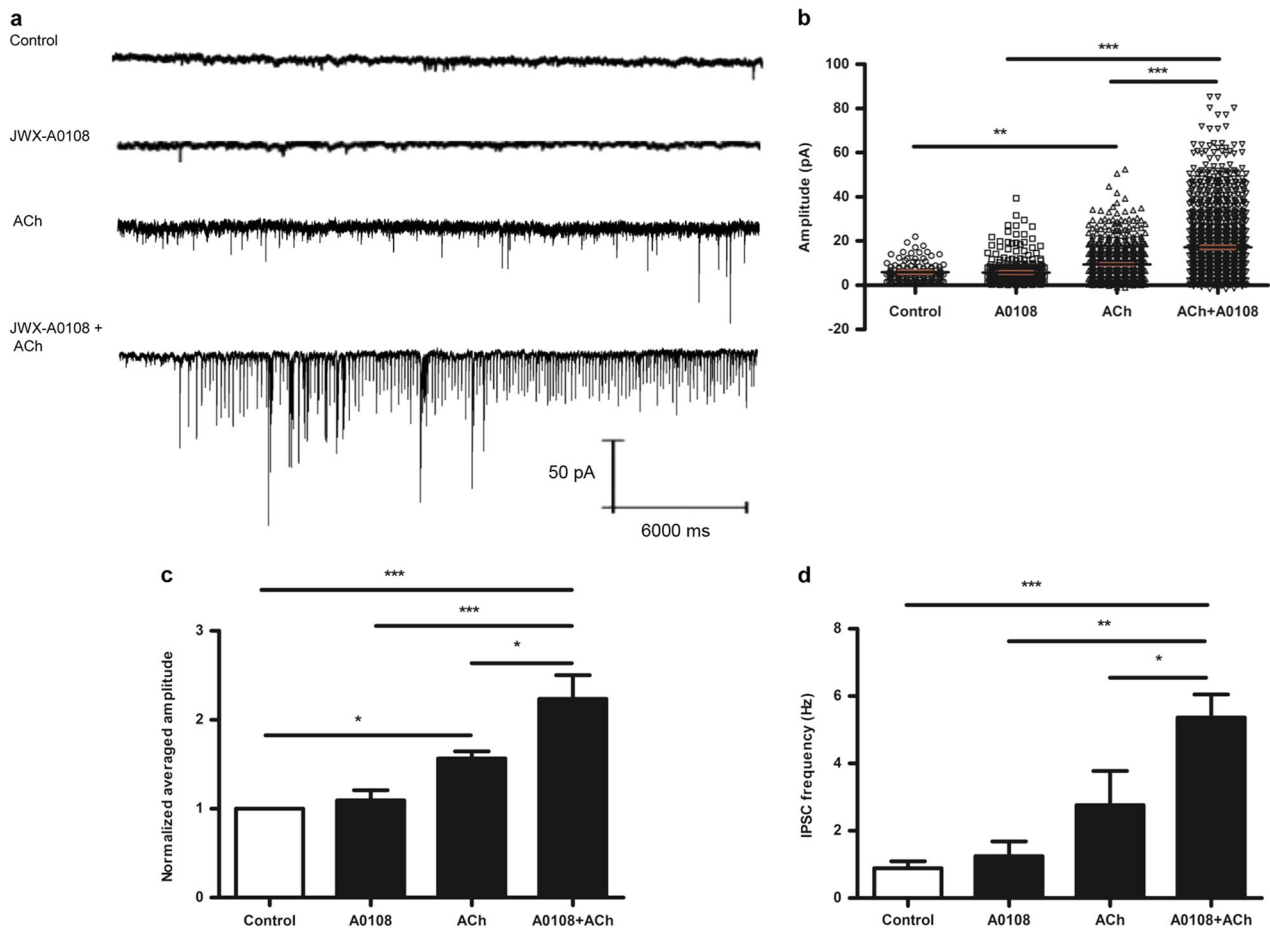 a
Control
JWX-A0108
ACh
JWX-A0108 +
ACh
50 pA
6000 ms
b
***
***
**
Amplitude (pA)
100
80
60
40
20
0
-20
Control
A0108
ACh
ACh+A0108
c
***
***
*
*
Normalized averaged amplitude
3
2
1
0
Control
A0108
ACh
A0108+ACh
d
***
**
*
IPSC frequency (Hz)
8
6
4
2
0
Control
A0108
ACh
A0108+ACh